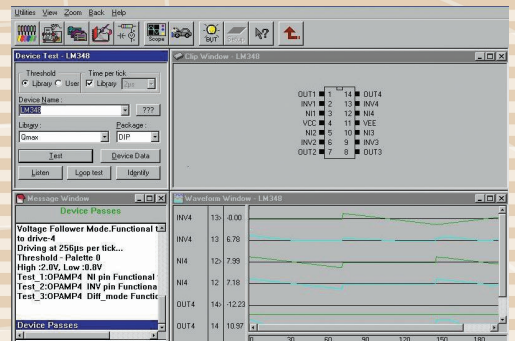 Utilities View Zoom Back Help
Scope
"BUT"
Setup
Device Test - LM348
Threshold
Library User
Time per tick
Library 2µs
Device Name:
LM348
???
Library:
Package:
Qmax
DIP
Test
Device Data
Listen
Loop test
Identify
Clip Window - LM348
OUT1 1 14 OUT4
INV1 2 13 INV4
NI1 3 12 NI4
VCC 4 11 VEE
NI2 5 10 NI3
INV2 6 9 INV3
OUT2 7 8 OUT3
Message Window
Device Passes
Voltage Follower Mode.Functional t
to drive-4
Driving at 256µs per tick...
Threshold - Palette 0
High :2.0V, Low :0.8V
Test_1:OPAMP4 NI pin Functional
Test_2:OPAMP4 INV pin Functiona
Test_3:OPAMP4 Diff_mode Functic
Device Passes
Waveform Window - LM348
INV4 13> -0.00
INV4 13 6.78
NI4 12> 7.99
NI4 12 7.18
OUT4 14> -12.23
OUT4 14 10.97
0 30 60 90 120 150 180